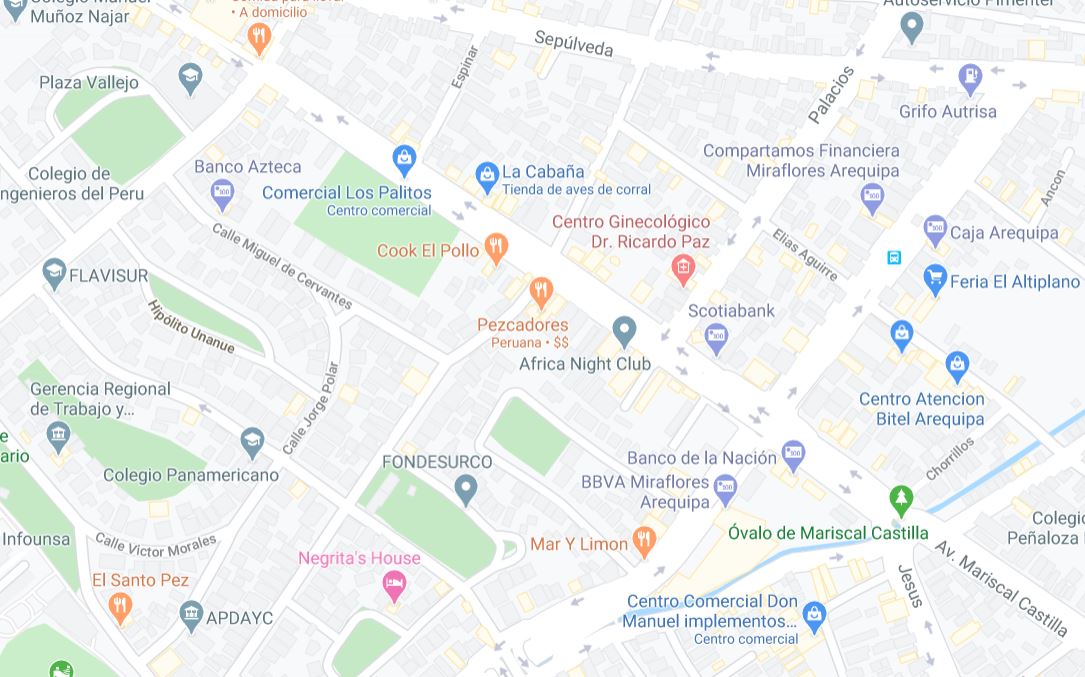 Colegio Manuel
Muñoz Najar
Comida para llevar
• A domicilio
Sepúlveda
Autoservicio Pimentel
Plaza Vallejo
Espinar
Palacios
Grifo Autrisa
Colegio de
Ingenieros del Peru
Banco Azteca
Comercial Los Palitos
Centro comercial
La Cabaña
Tienda de aves de corral
Compartamos Financiera
Miraflores Arequipa
Ancon
Centro Ginecológico
Dr. Ricardo Paz
Caja Arequipa
Elias Aguirre
Cook El Pollo
Calle Miguel de Cervantes
FLAVISUR
Feria El Altiplano
Hipólito Unanue
Pezcadores
Peruana • $$
Scotiabank
Africa Night Club
Calle Jorge Polar
Gerencia Regional
de Trabajo y...
Centro Atencion
Bitel Arequipa
Chorrillos
ario
Colegio Panamericano
FONDESURCO
Banco de la Nación
BBVA Miraflores
Arequipa
Infounsa
Calle Víctor Morales
Mar Y Limon
Óvalo de Mariscal Castilla
Colegio
Peñaloza
Av. Mariscal Castilla
Negrita's House
El Santo Pez
APDAYC
Jesus
Centro Comercial Don
Manuel implementos...
Centro comercial